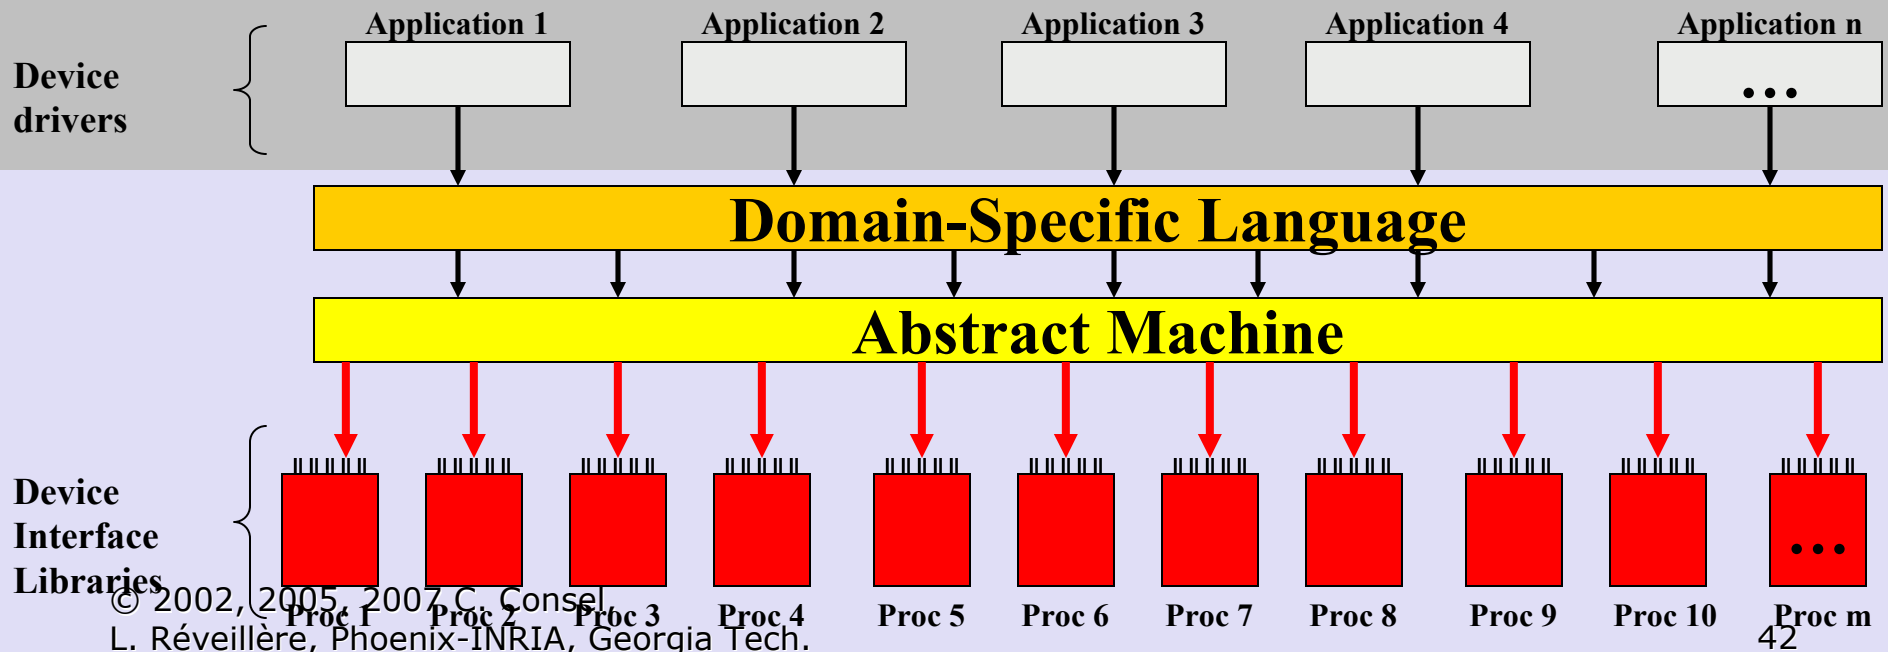 Application 1 Application 2 Application 3 Application 4 Application n
Device
drivers
...
Domain-Specific Language
Abstract Machine
Device
Interface
Libraries
...
Proc 1 Proc 2 Proc 3 Proc 4 Proc 5 Proc 6 Proc 7 Proc 8 Proc 9 Proc 10 Proc m
© 2002, 2005, 2007 C. Consel,
L. Réveillère, Phoenix-INRIA, Georgia Tech.
42